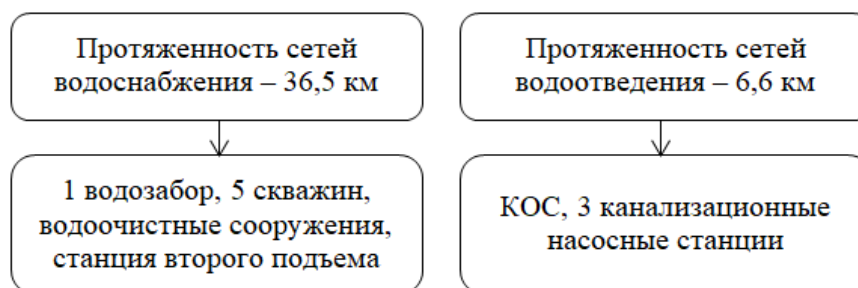 Протяженность сетей
водоснабжения – 36,5 км
Протяженность сетей
водоотведения – 6,6 км
1 водозабор, 5 скважин,
водоочистные сооружения,
станция второго подъема
КОС, 3 канализационные
насосные станции